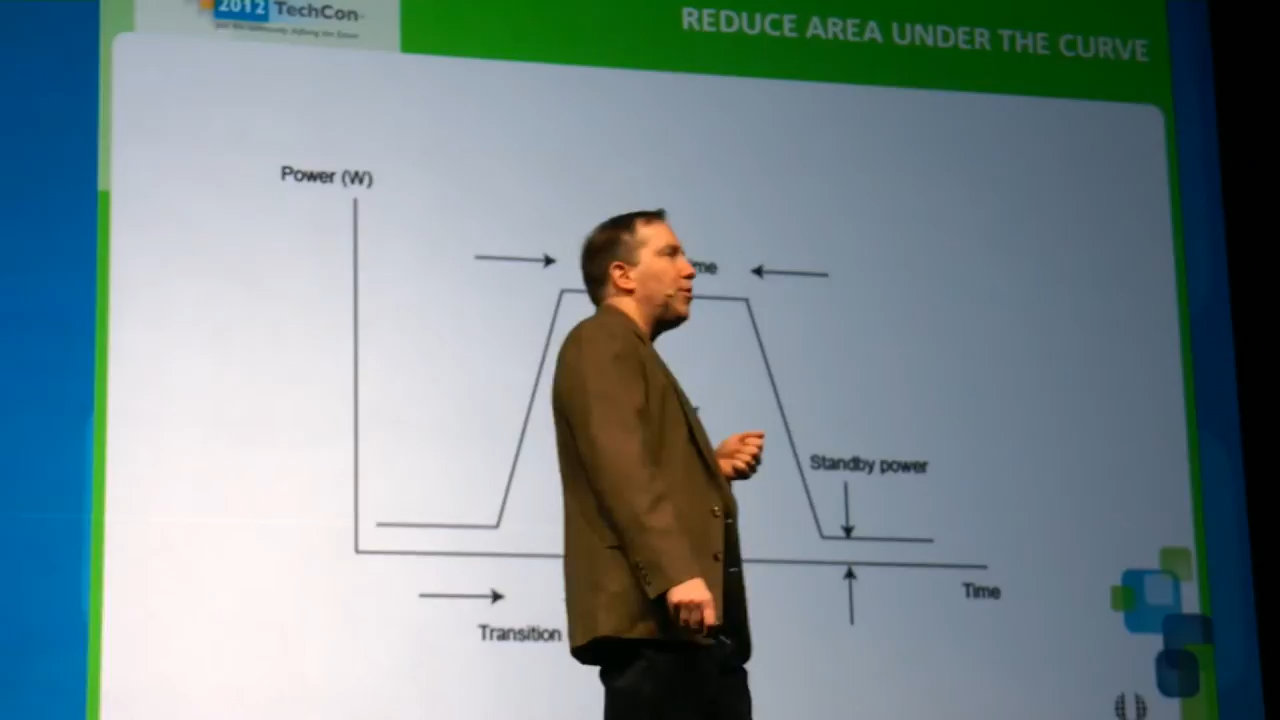 2012 TechCon
REDUCE AREA UNDER THE CURVE
Power (W)
Standby power
Time
Transition